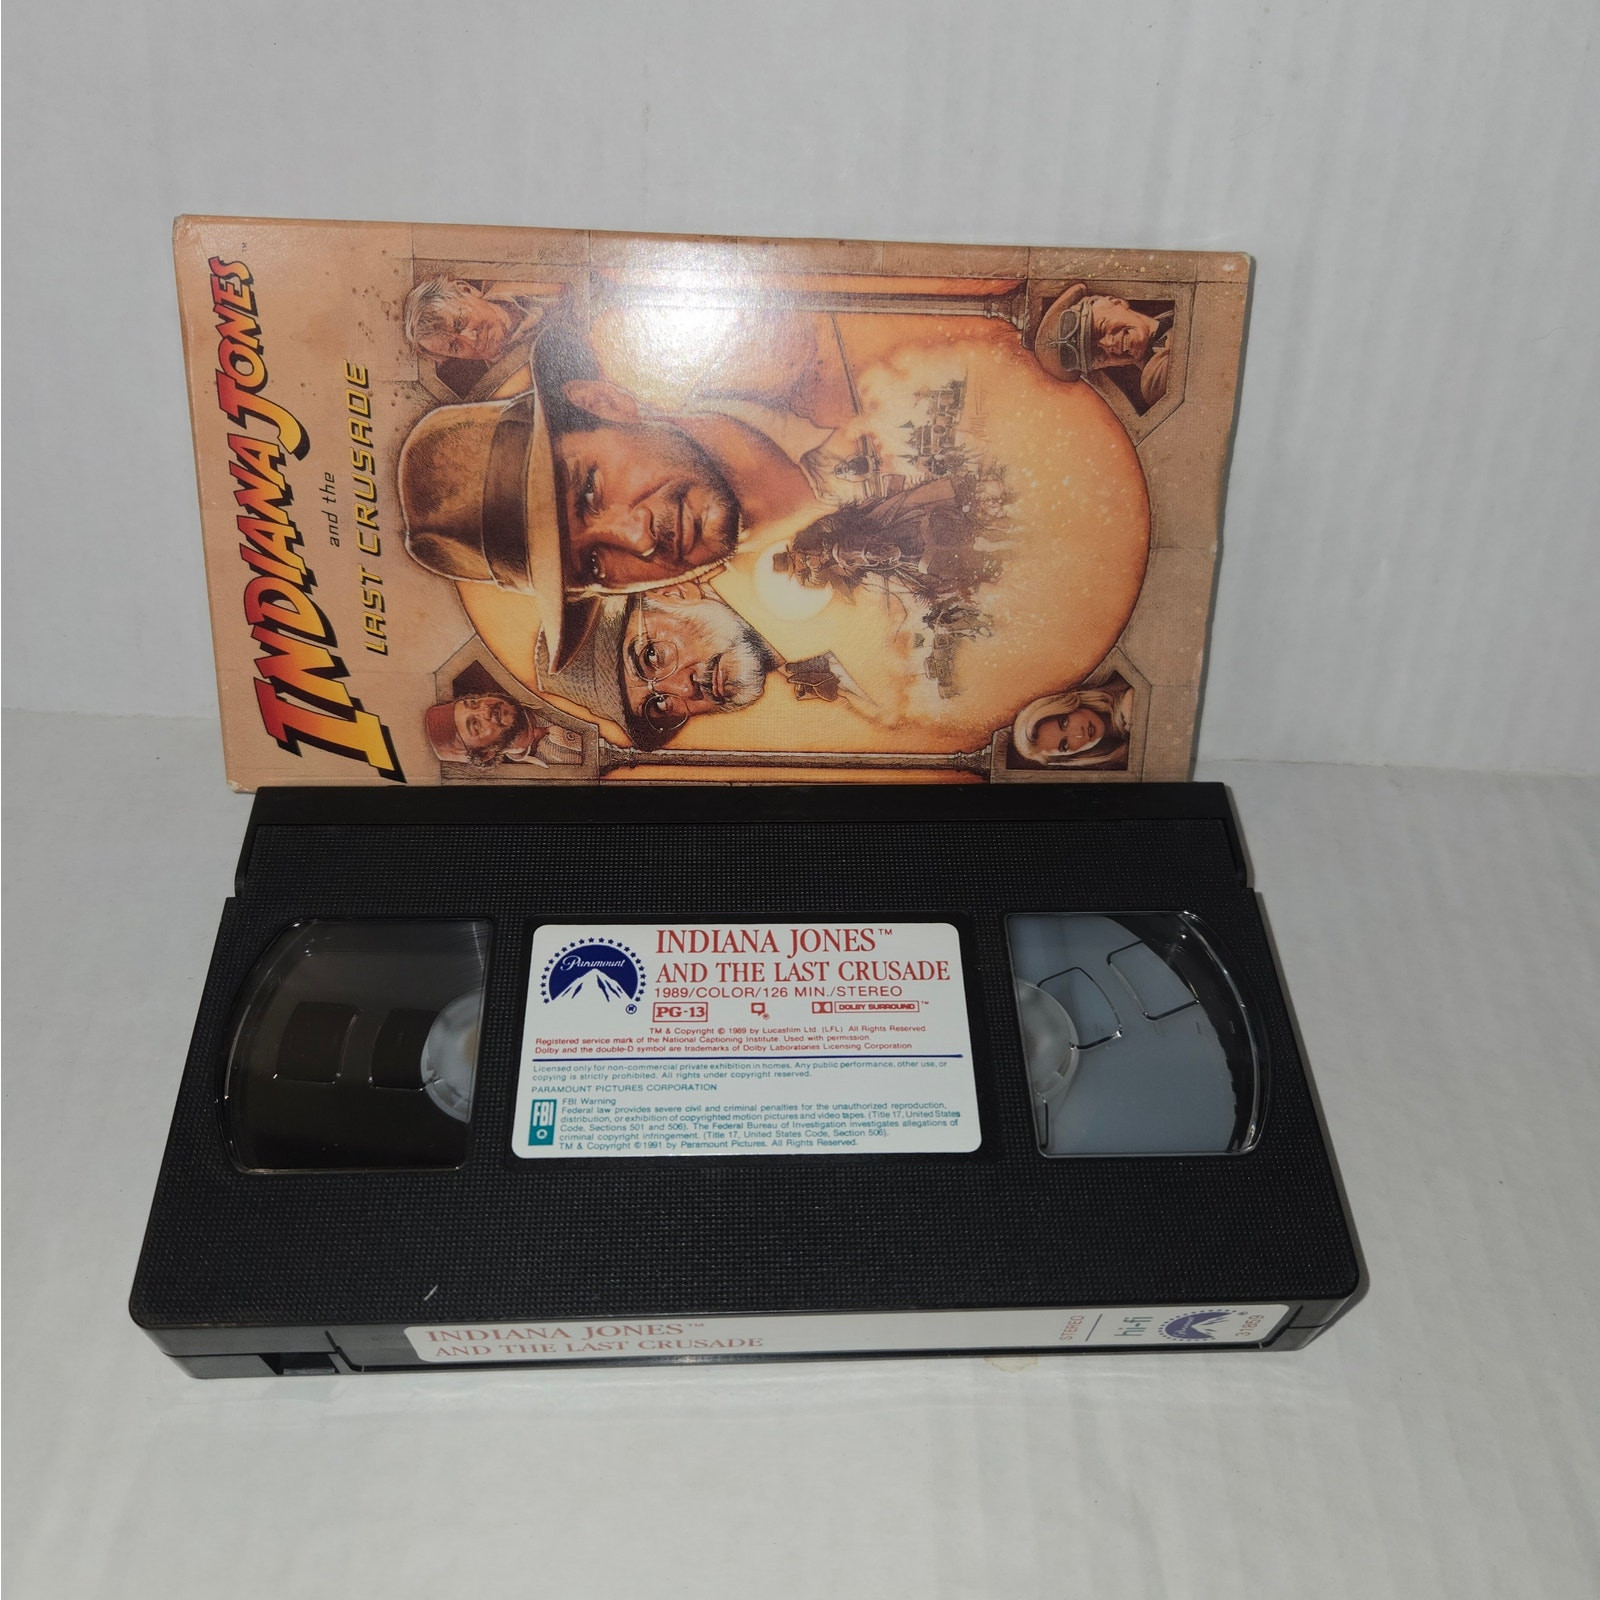 INDIANA JONES™
and the
LAST CRUSADE
Paramount
®
INDIANA JONES™
AND THE LAST CRUSADE
1989/COLOR/126 MIN./STEREO
PG-13 ® DOLBY SURROUND™
TM & Copyright © 1989 by Lucasfilm Ltd. (LFL) All Rights Reserved.
Registered service mark of the National Captioning Institute. Used with permission.
Dolby and the double-D symbol are trademarks of Dolby Laboratories Licensing Corporation
Licensed only for non-commercial private exhibition in homes. Any public performance, other use, or
copying is strictly prohibited. All rights under copyright reserved.
PARAMOUNT PICTURES CORPORATION
FBI
FBI Warning
Federal law provides severe civil and criminal penalties for the unauthorized reproduction,
distribution, or exhibition of copyrighted motion pictures and video tapes. (Title 17, United States
Code, Sections 501 and 506). The Federal Bureau of Investigation investigates allegations of
criminal copyright infringement. (Title 17, United States Code, Section 506).
TM & Copyright ©1991 by Paramount Pictures. All Rights Reserved.
INDIANA JONES™
AND THE LAST CRUSADE
STEREO
hi-fi
Paramount
®
31859